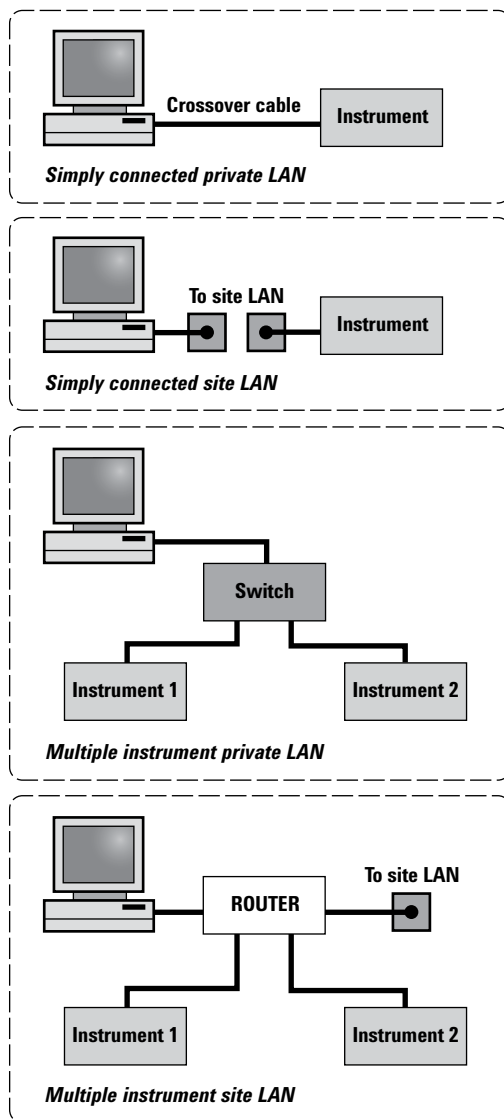 Crossover cable
Instrument
Simply connected private LAN
To site LAN
Instrument
Simply connected site LAN
Switch
Instrument 1
Instrument 2
Multiple instrument private LAN
To site LAN
ROUTER
Instrument 1
Instrument 2
Multiple instrument site LAN